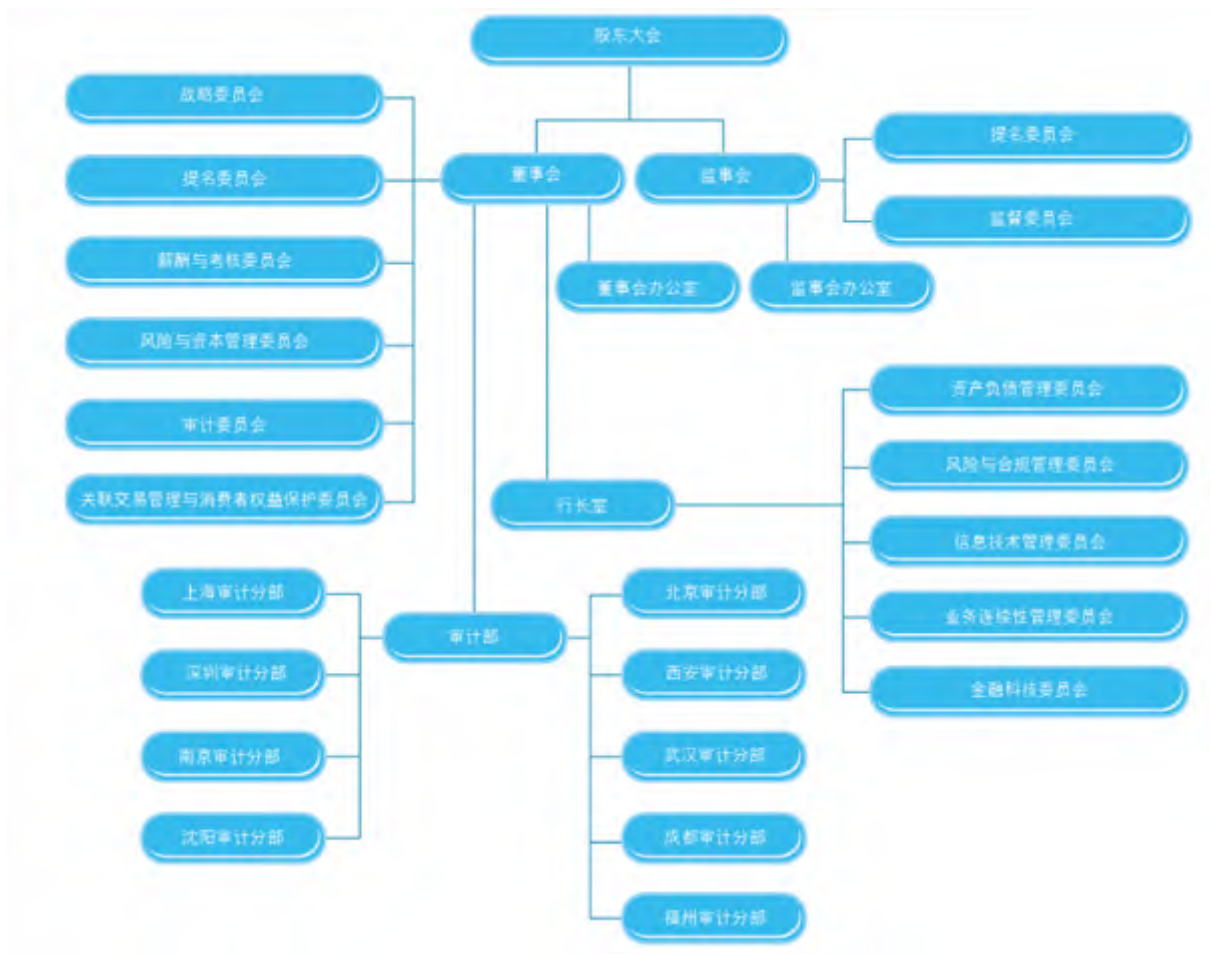 股东大会
战略委员会
提名委员会
薪酬与考核委员会
风险与资本管理委员会
审计委员会
关联交易管理与消费者权益保护委员会
董事会
监事会
提名委员会
监督委员会
董事会办公室
监事会办公室
行长室
资产负债管理委员会
风险与合规管理委员会
信息技术管理委员会
业务连续性管理委员会
金融科技委员会
审计部
上海审计分部
深圳审计分部
南京审计分部
沈阳审计分部
北京审计分部
西安审计分部
武汉审计分部
成都审计分部
福州审计分部